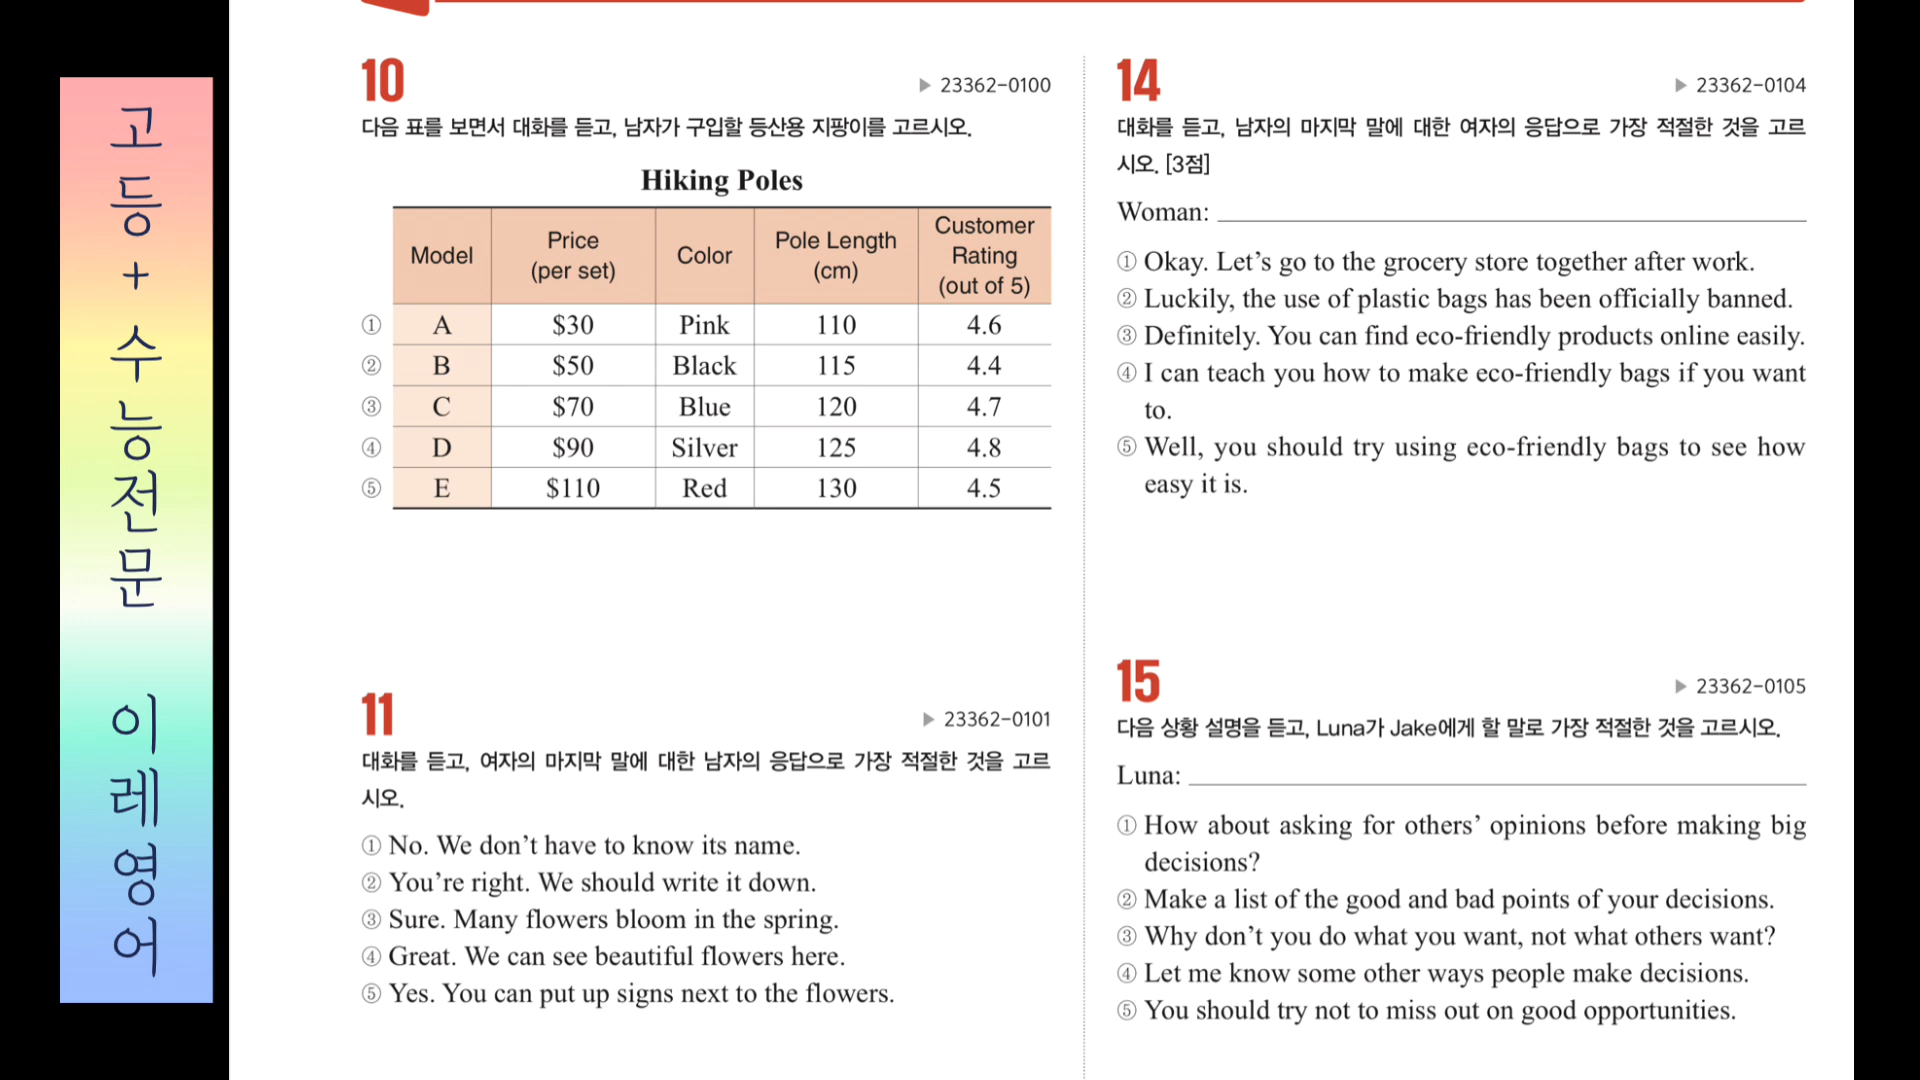 고등+수능전문 이레영어
10
▶ 23362-0100
다음 표를 보면서 대화를 듣고, 남자가 구입할 등산용 지팡이를 고르시오.
Hiking Poles
Model Price (per set) Color Pole Length (cm) Customer Rating (out of 5)
① A $30 Pink 110 4.6
② B $50 Black 115 4.4
③ C $70 Blue 120 4.7
④ D $90 Silver 125 4.8
⑤ E $110 Red 130 4.5
11
▶ 23362-0101
대화를 듣고, 여자의 마지막 말에 대한 남자의 응답으로 가장 적절한 것을 고르
시오.
① No. We don’t have to know its name.
② You’re right. We should write it down.
③ Sure. Many flowers bloom in the spring.
④ Great. We can see beautiful flowers here.
⑤ Yes. You can put up signs next to the flowers.
14
▶ 23362-0104
대화를 듣고, 남자의 마지막 말에 대한 여자의 응답으로 가장 적절한 것을 고르
시오. [3점]
Woman:
① Okay. Let’s go to the grocery store together after work.
② Luckily, the use of plastic bags has been officially banned.
③ Definitely. You can find eco-friendly products online easily.
④ I can teach you how to make eco-friendly bags if you want
to.
⑤ Well, you should try using eco-friendly bags to see how
easy it is.
15
▶ 23362-0105
다음 상황 설명을 듣고, Luna가 Jake에게 할 말로 가장 적절한 것을 고르시오.
Luna:
① How about asking for others’ opinions before making big
decisions?
② Make a list of the good and bad points of your decisions.
③ Why don’t you do what you want, not what others want?
④ Let me know some other ways people make decisions.
⑤ You should try not to miss out on good opportunities.